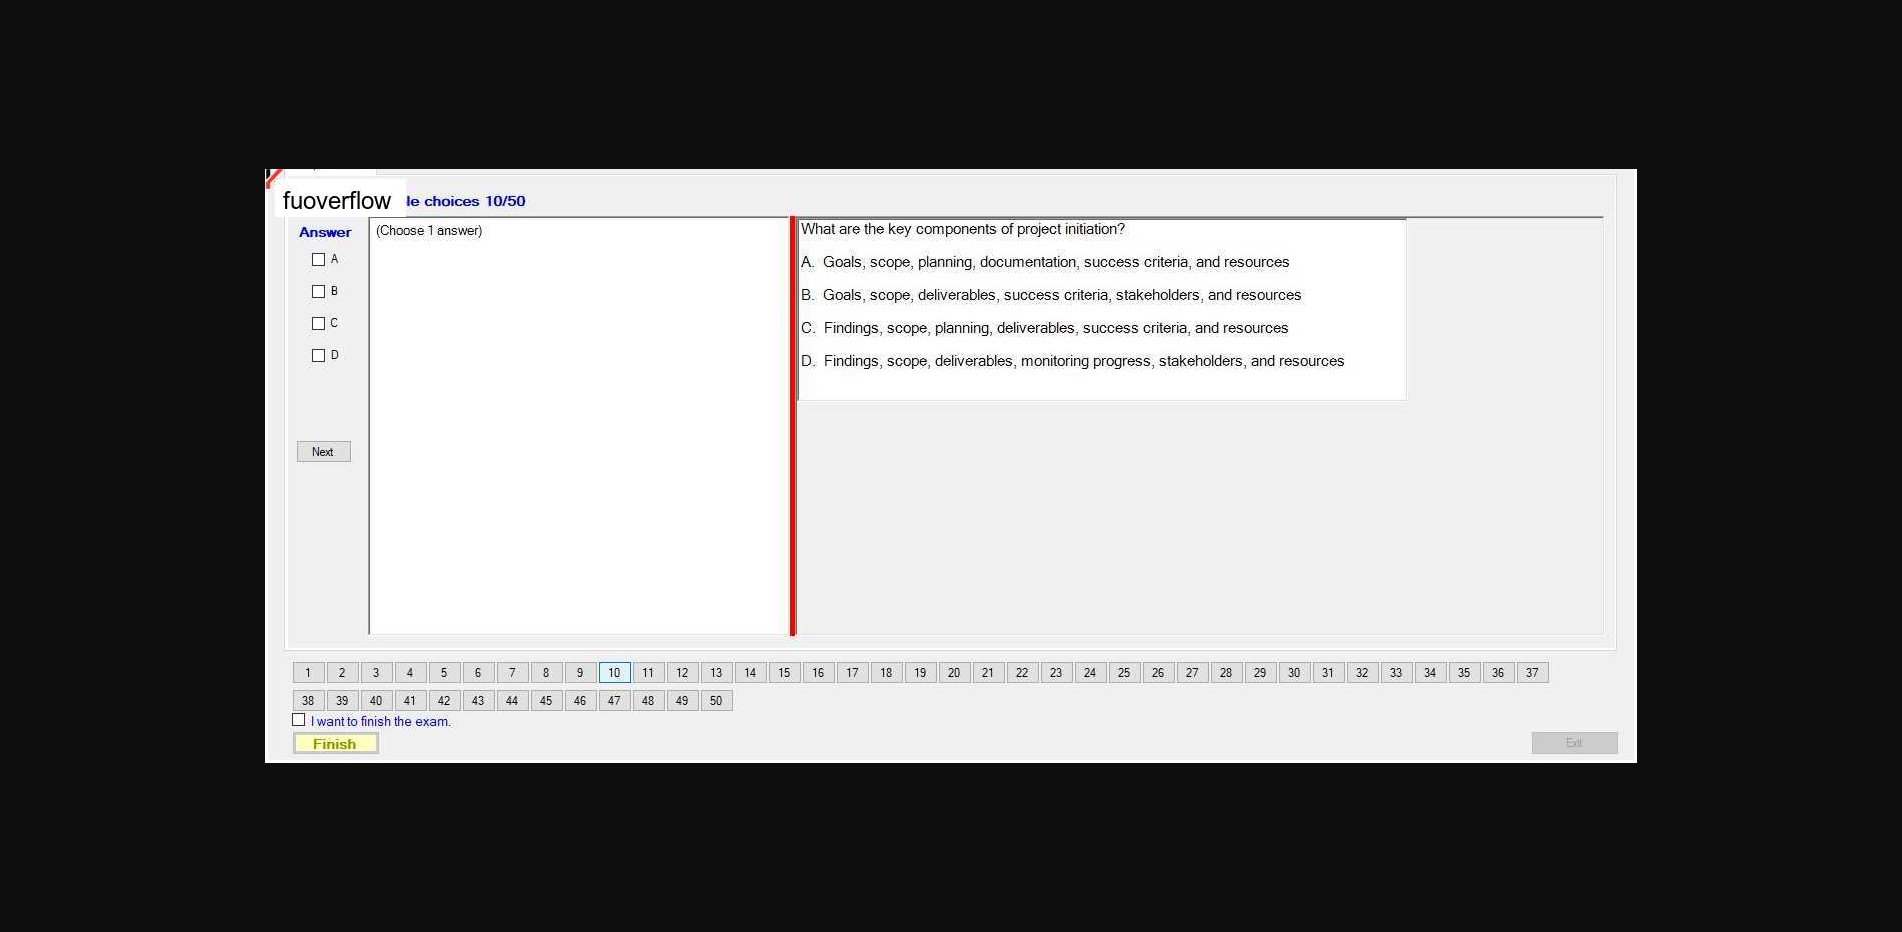 fuoverflow
le choices 10/50
Answer
(Choose 1 answer)
A
B
C
D
Next
What are the key components of project initiation?
A. Goals, scope, planning, documentation, success criteria, and resources
B. Goals, scope, deliverables, success criteria, stakeholders, and resources
C. Findings, scope, planning, deliverables, success criteria, and resources
D. Findings, scope, deliverables, monitoring progress, stakeholders, and resources
1 2 3 4 5 6 7 8 9 10 11 12 13 14 15 16 17 18 19 20 21 22 23 24 25 26 27 28 29 30 31 32 33 34 35 36 37
38 39 40 41 42 43 44 45 46 47 48 49 50
I want to finish the exam.
Finish
Exit